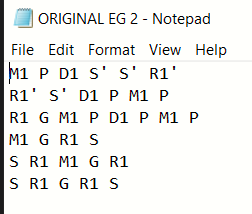 ORIGINAL EG 2 - Notepad
File Edit Format View Help
M1 P D1 S' S' R1'
R1' S' D1 P M1 P
R1 G M1 P D1 P M1 P
M1 G R1 S
S R1 M1 G R1
S R1 G R1 S